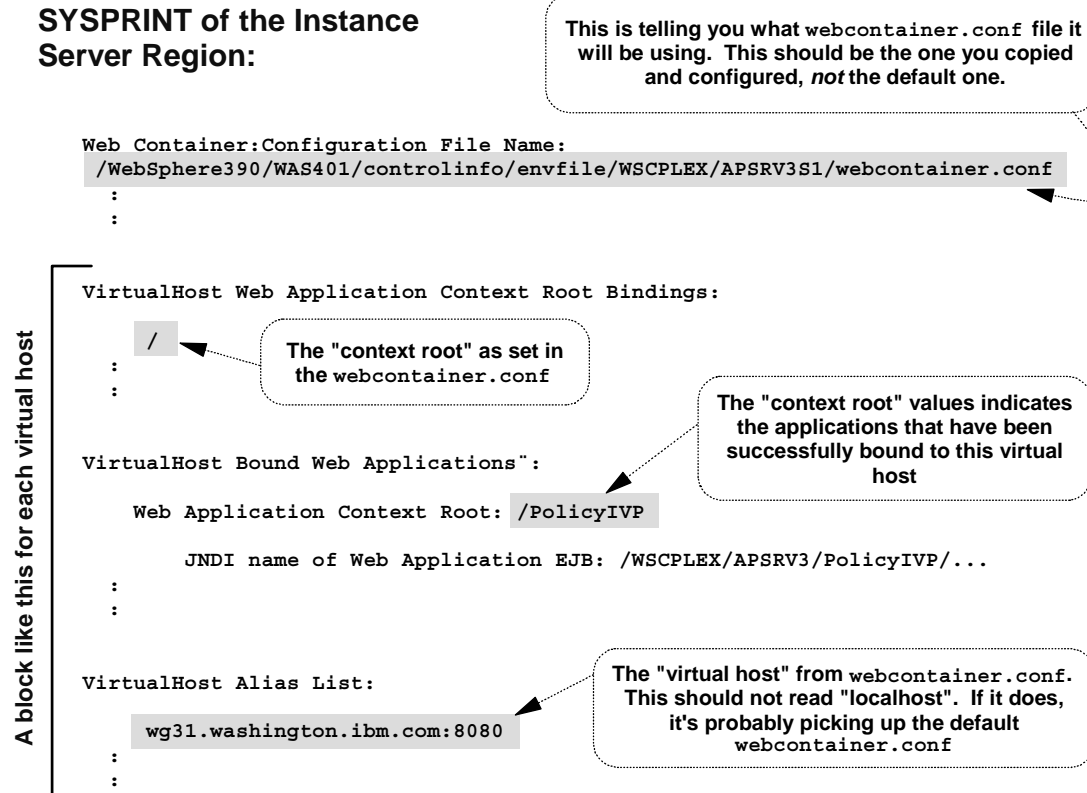 SYSPRINT of the Instance
Server Region:
This is telling you what webcontainer.conf file it
will be using. This should be the one you copied
and configured, not the default one.
Web Container:Configuration File Name:
/WebSphere390/WAS401/controlinfo/envfile/WSCPLEX/APSRV3S1/webcontainer.conf
:
:
A block like this for each virtual host
VirtualHost Web Application Context Root Bindings:
/
The "context root" as set in
the webcontainer.conf
:
:
The "context root" values indicates
the applications that have been
successfully bound to this virtual
host
VirtualHost Bound Web Applications¨:
Web Application Context Root: /PolicyIVP
JNDI name of Web Application EJB: /WSCPLEX/APSRV3/PolicyIVP/...
:
:
VirtualHost Alias List:
The "virtual host" from webcontainer.conf.
This should not read "localhost". If it does,
it's probably picking up the default
webcontainer.conf
wg31.washington.ibm.com:8080
:
: